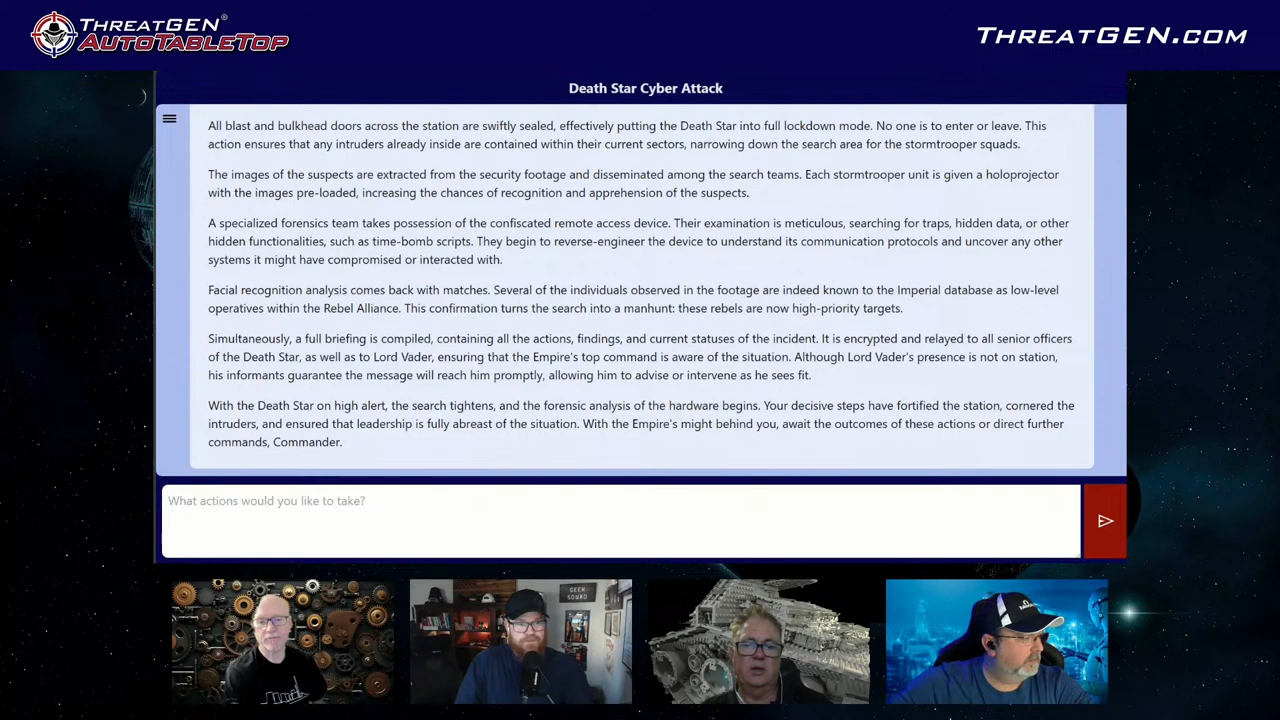 THREATGEN®
AUTOTABLETOP
THREATGEN.COM
Death Star Cyber Attack
All blast and bulkhead doors across the station are swiftly sealed, effectively putting the Death Star into full lockdown mode. No one is to enter or leave. This
action ensures that any intruders already inside are contained within their current sectors, narrowing down the search area for the stormtrooper squads.
The images of the suspects are extracted from the security footage and disseminated among the search teams. Each stormtrooper unit is given a holoprojector
with the images pre-loaded, increasing the chances of recognition and apprehension of the suspects.
A specialized forensics team takes possession of the confiscated remote access device. Their examination is meticulous, searching for traps, hidden data, or other
hidden functionalities, such as time-bomb scripts. They begin to reverse-engineer the device to understand its communication protocols and uncover any other
systems it might have compromised or interacted with.
Facial recognition analysis comes back with matches. Several of the individuals observed in the footage are indeed known to the Imperial database as low-level
operatives within the Rebel Alliance. This confirmation turns the search into a manhunt: these rebels are now high-priority targets.
Simultaneously, a full briefing is compiled, containing all the actions, findings, and current statuses of the incident. It is encrypted and relayed to all senior officers
of the Death Star, as well as to Lord Vader, ensuring that the Empire's top command is aware of the situation. Although Lord Vader's presence is not on station,
his informants guarantee the message will reach him promptly, allowing him to advise or intervene as he sees fit.
With the Death Star on high alert, the search tightens, and the forensic analysis of the hardware begins. Your decisive steps have fortified the station, cornered the
intruders, and ensured that leadership is fully abreast of the situation. With the Empire's might behind you, await the outcomes of these actions or direct further
commands, Commander.
What actions would you like to take?
GEEK
SQUAD